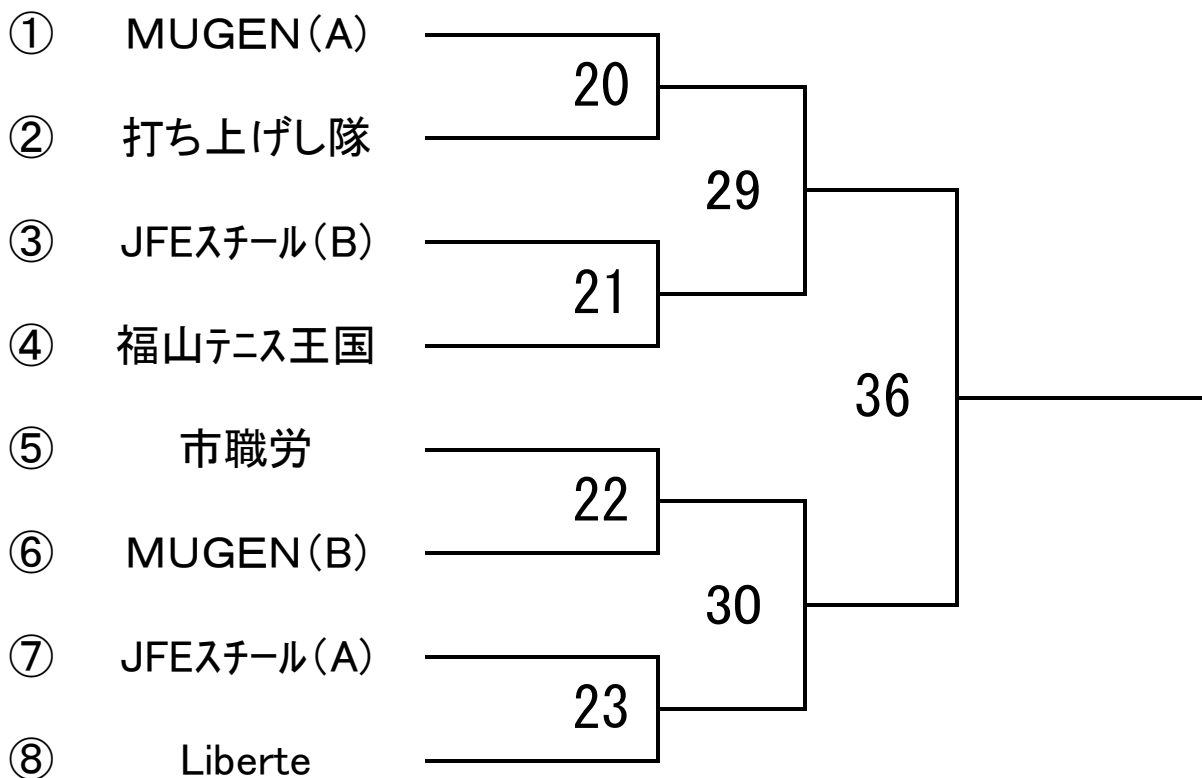 ① ＭＵＧＥＮ（Ａ）
20
② 打ち上げし隊
29
③ JFEｽﾁｰﾙ（B）
21
④ 福山ﾃﾆｽ王国
36
⑤ 市職労
22
⑥ ＭＵＧＥＮ（Ｂ）
30
⑦ JFEｽﾁｰﾙ（A）
23
⑧ Liberte